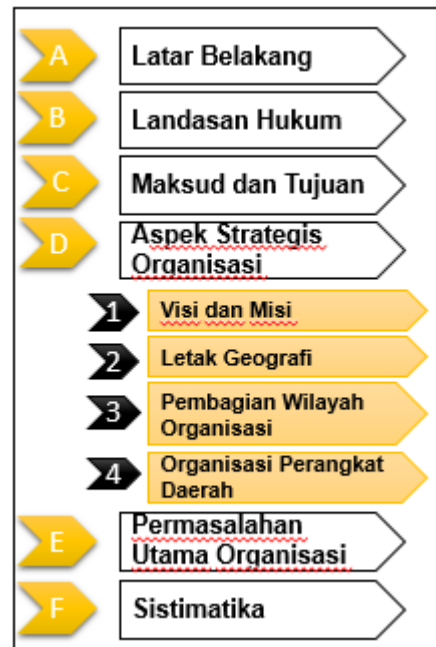 A
Latar Belakang
B
Landasan Hukum
C
Maksud dan Tujuan
D
Aspek Strategis
Organisasi
1
Visi dan Misi
2
Letak Geografi
3
Pembagian Wilayah
Organisasi
4
Organisasi Perangkat
Daerah
E
Permasalahan
Utama Organisasi
F
Sistimatika